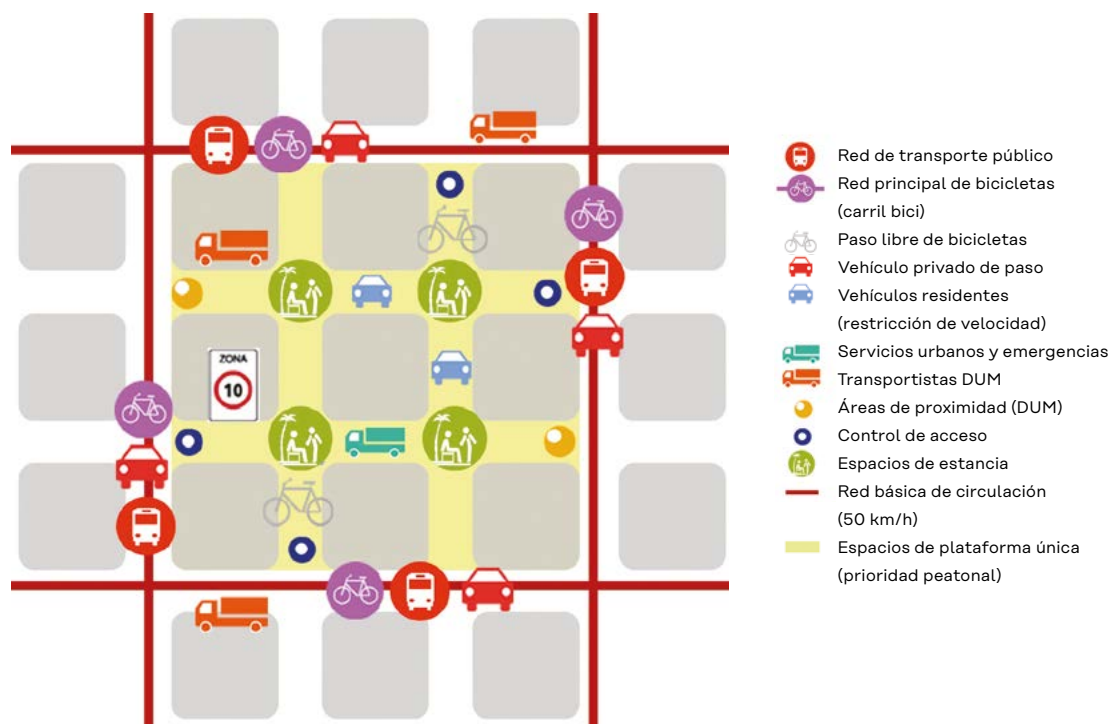 ZONA
10
Red de transporte público
Red principal de bicicletas
(carril bici)
Paso libre de bicicletas
Vehículo privado de paso
Vehículos residentes
(restricción de velocidad)
Servicios urbanos y emergencias
Transportistas DUM
Áreas de proximidad (DUM)
Control de acceso
Espacios de estancia
Red básica de circulación
(50 km/h)
Espacios de plataforma única
(prioridad peatonal)